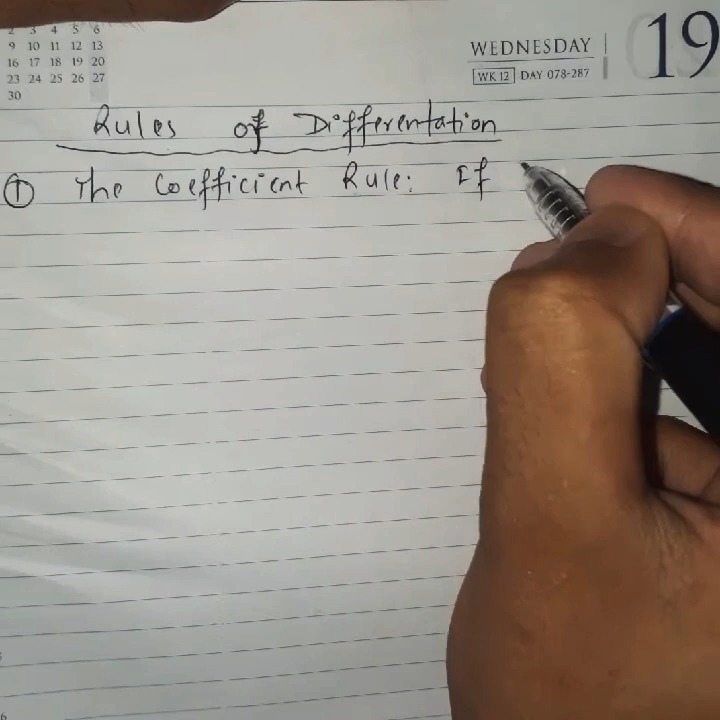 2 3 4 5 6
9 10 11 12 13
16 17 18 19 20
23 24 25 26 27
30
WEDNESDAY 19
WK 12 DAY 078-287
Rules of Differentation
① The Coefficient Rule: If